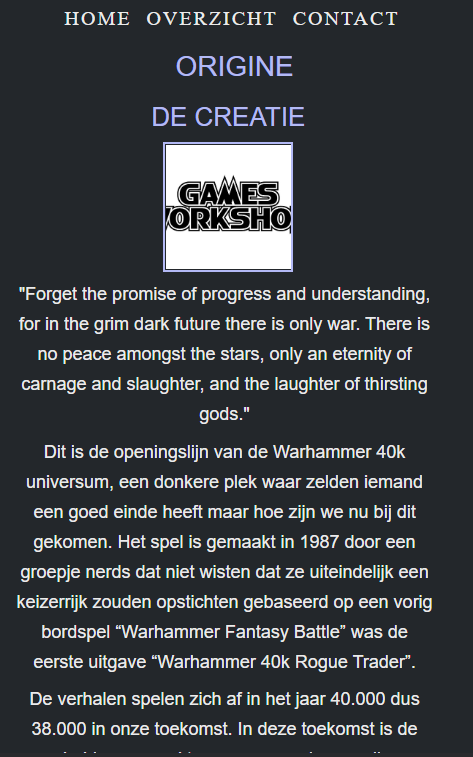 HOME OVERZICHT CONTACT
ORIGINE
DE CREATIE
GAMES
WORKSHOP
"Forget the promise of progress and understanding,
for in the grim dark future there is only war. There is
no peace amongst the stars, only an eternity of
carnage and slaughter, and the laughter of thirsting
gods."
Dit is de openingslijn van de Warhammer 40k
universum, een donkere plek waar zelden iemand
een goed einde heeft maar hoe zijn we nu bij dit
gekomen. Het spel is gemaakt in 1987 door een
groepje nerds dat niet wisten dat ze uiteindelijk een
keizerrijk zouden opstichten gebaseerd op een vorig
bordspel “Warhammer Fantasy Battle” was de
eerste uitgave “Warhammer 40k Rogue Trader”.
De verhalen spelen zich af in het jaar 40.000 dus
38.000 in onze toekomst. In deze toekomst is de